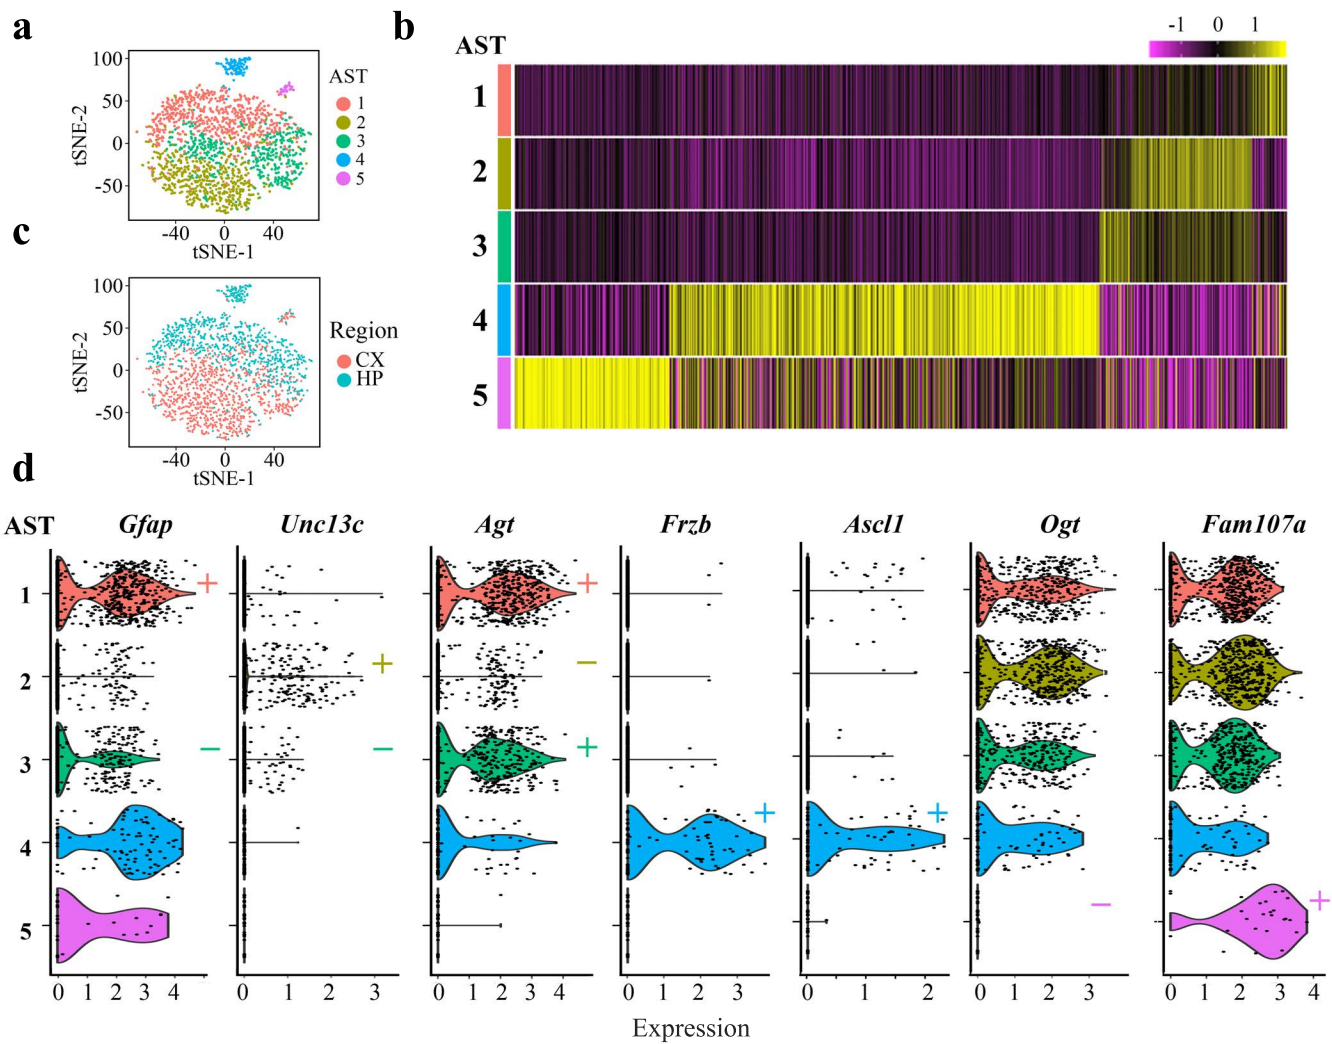 a
100
50
0
-50
tSNE-2
-40 0 40
tSNE-1
AST
1
2
3
4
5
b
AST
-1 0 1
1
2
3
4
5
c
100
50
0
-50
tSNE-2
-40 0 40
tSNE-1
Region
CX
HP
d
AST Gfap Unc13c Agt Frzb Ascl1 Ogt Fam107a
1 + +
2 + −
3 − − +
4 + +
5 − +
0 1 2 3 4 0 1 2 3 0 1 2 3 4 0 1 2 3 0 1 2 0 1 2 3 0 1 2 3 4
Expression